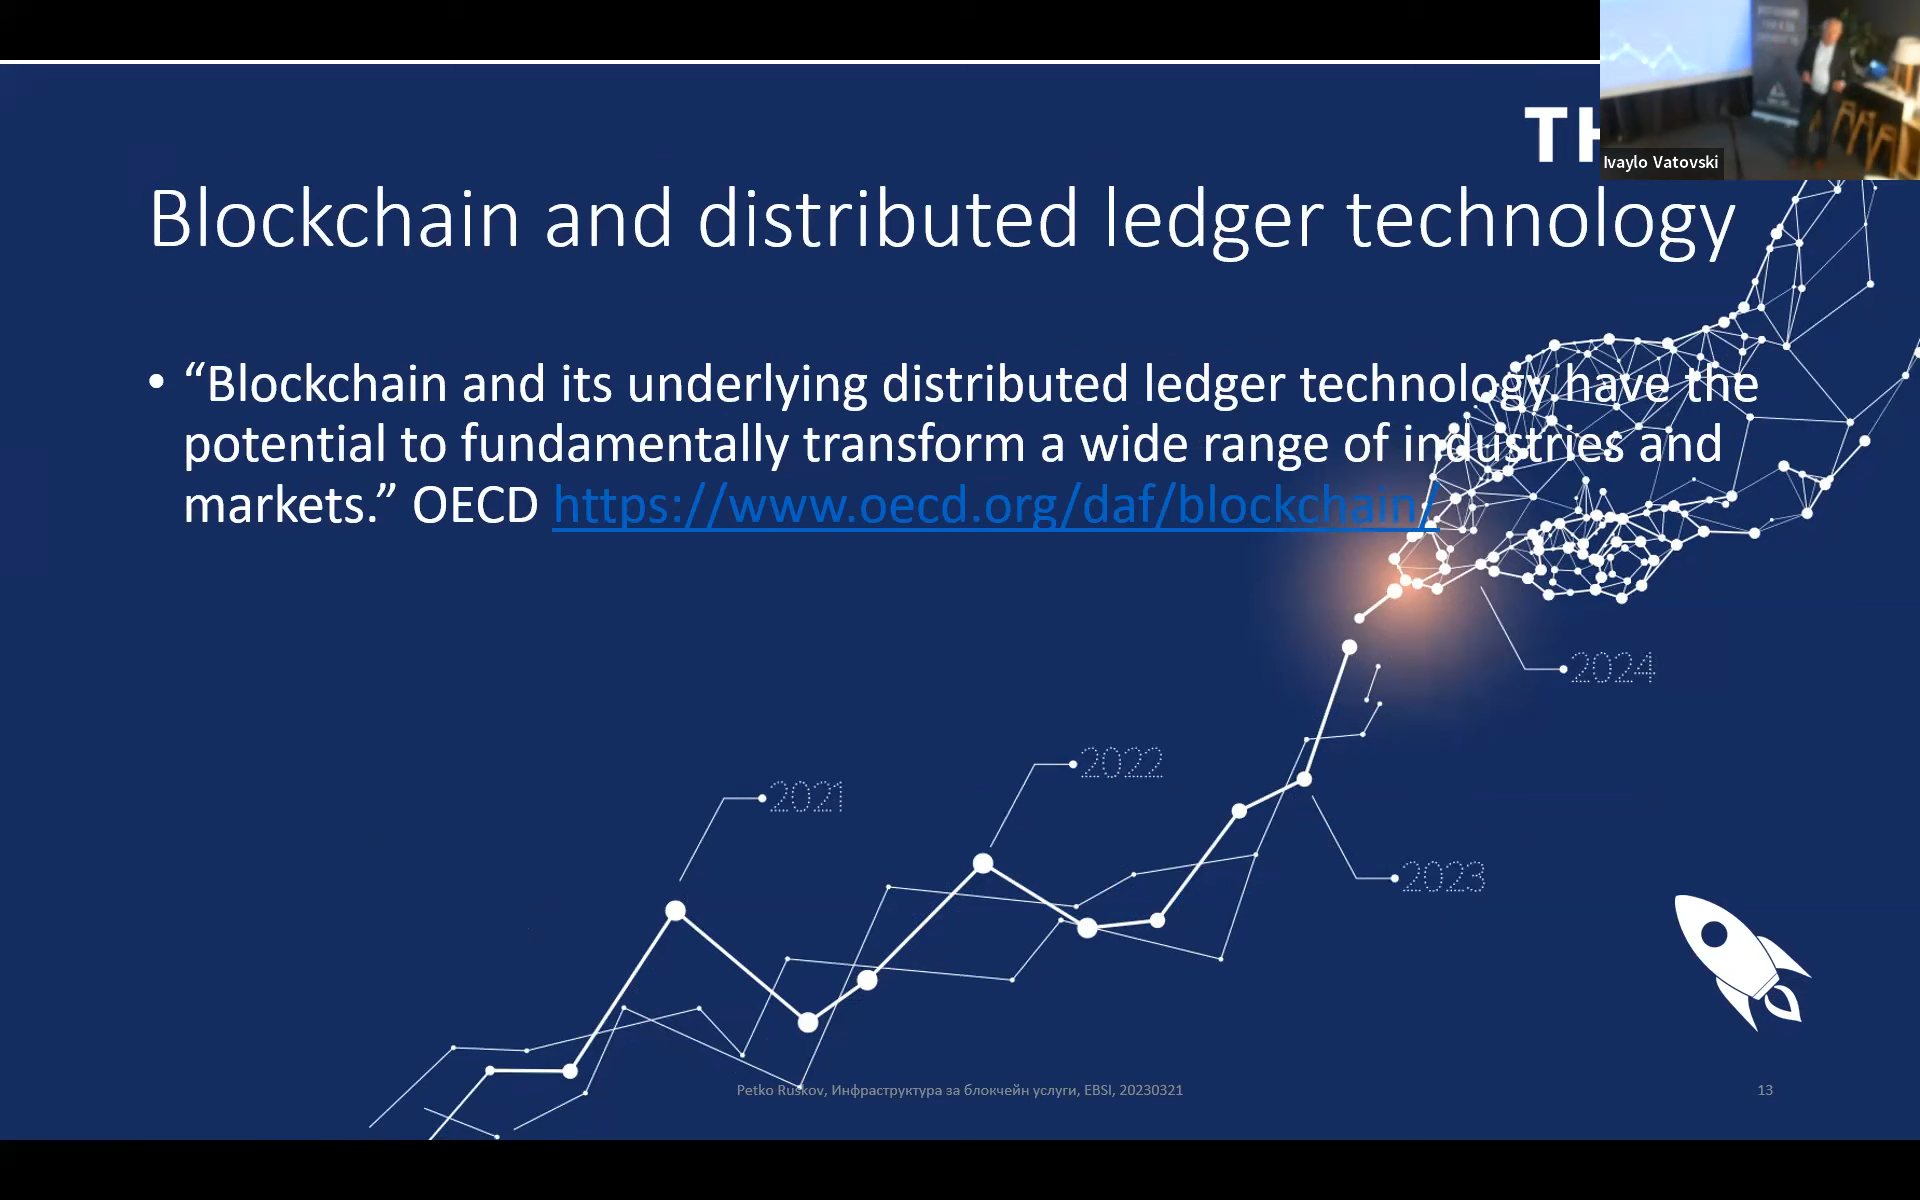 TH
Ivaylo Vatovski
Blockchain and distributed ledger technology
• “Blockchain and its underlying distributed ledger technology have the
potential to fundamentally transform a wide range of industries and
markets.” OECD https://www.oecd.org/daf/blockchain/
2024
2022
2021
2023
Petko Ruskov, Инфраструктура за блокчейн услуги, EBSI, 20230321
13